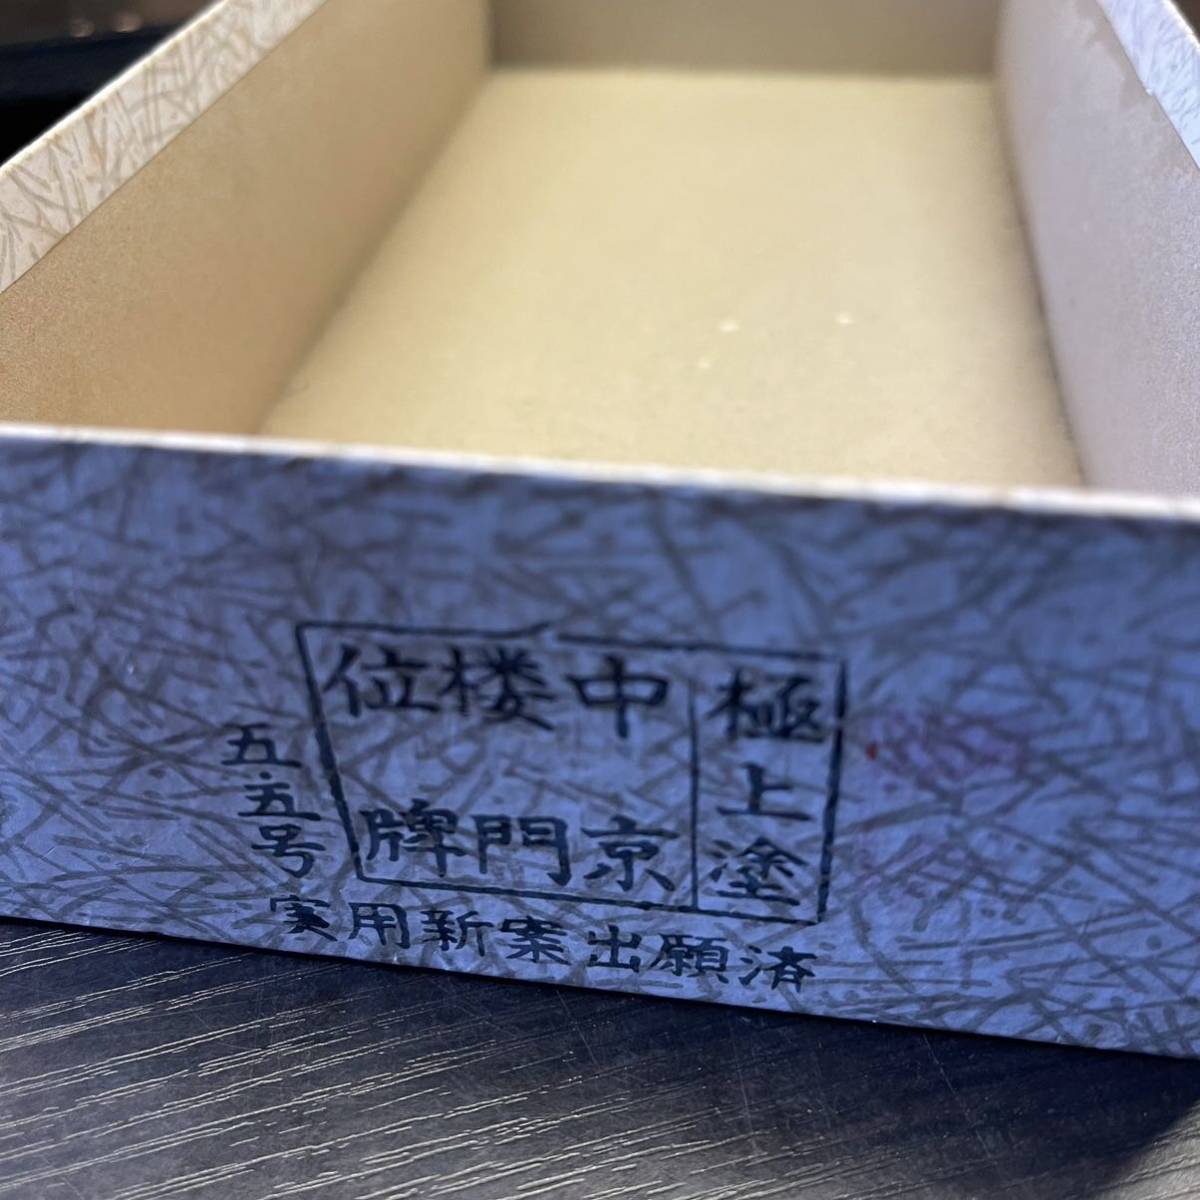 極上塗
中京
楼門
位牌
五・五号
実用新案出願済